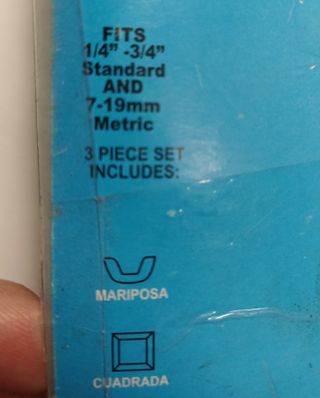 FITS
1/4" -3/4"
Standard
AND
7-19mm
Metric
3 PIECE SET
INCLUDES:
MARIPOSA
CUADRADA